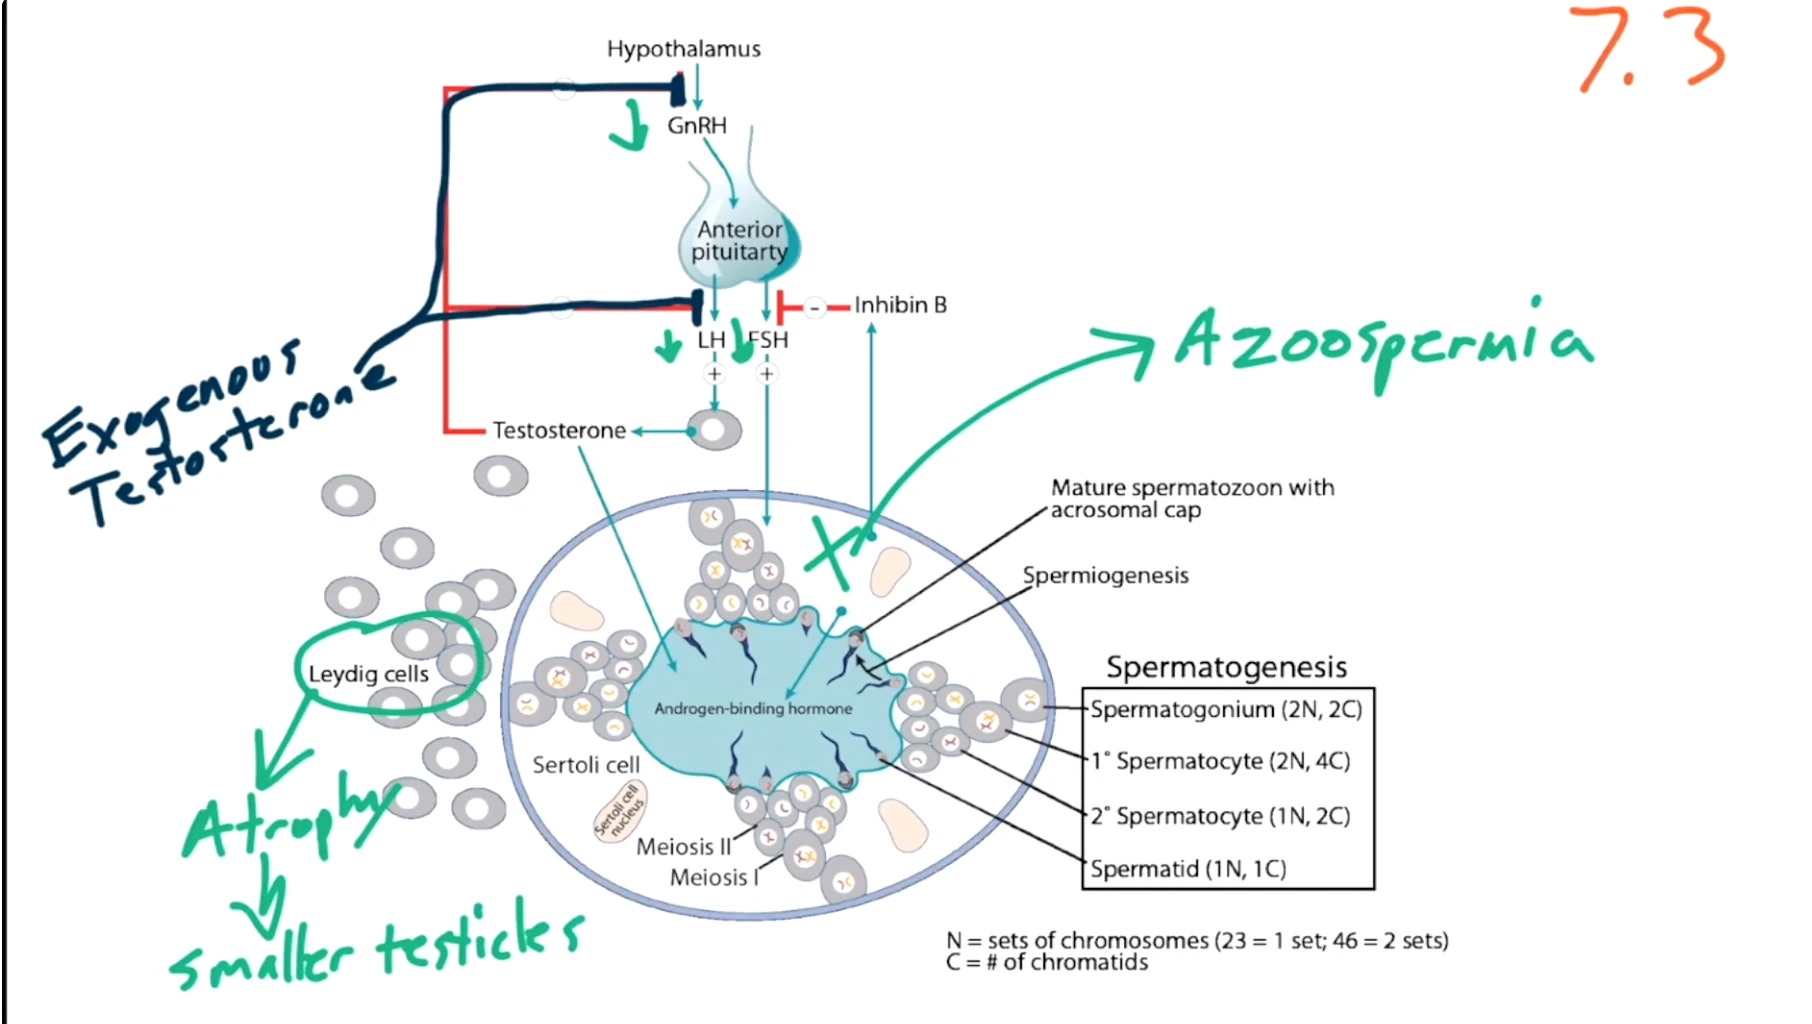 7.3
Hypothalamus
GnRH
Anterior
pituitarty
Inhibin B
LH
FSH
+
+
-
Exogenous
Testosterone
Testosterone
Azoospermia
Mature spermatozoon with
acrosomal cap
Spermiogenesis
Leydig cells
Androgen-binding hormone
Sertoli cell
Sertoli cell
nucleus
Meiosis II
Meiosis I
Atrophy
smaller testicles
Spermatogenesis
Spermatogonium (2N, 2C)
1° Spermatocyte (2N, 4C)
2° Spermatocyte (1N, 2C)
Spermatid (1N, 1C)
N = sets of chromosomes (23 = 1 set; 46 = 2 sets)
C = # of chromatids